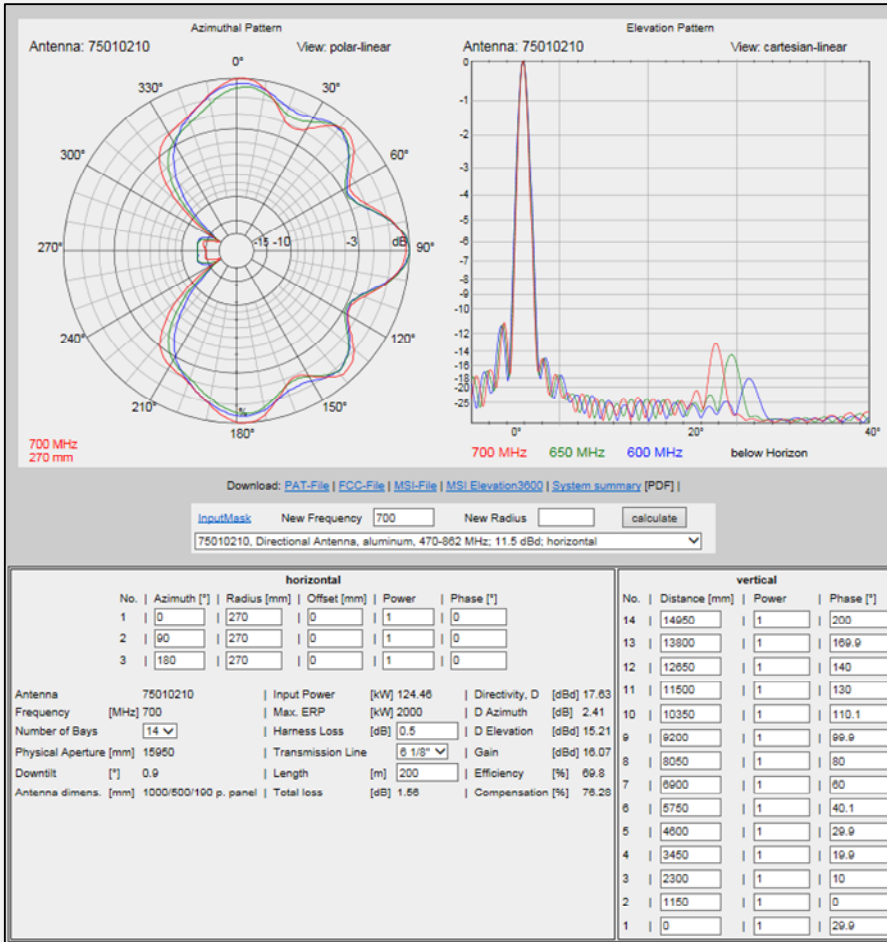 Azimuthal Pattern
Antenna: 75010210 View: polar-linear
0°
330° 30°
300° 60°
270° -15 -10 -3 dB 90°
240° 120°
210° 150°
%
180°
700 MHz
270 mm
Elevation Pattern
Antenna: 75010210 View: cartesian-linear
0
-1
-2
-3
-4
-5
-6
-7
-8
-9
-10
-12
-14
-16
-18
-20
-25
0° 20° 40°
700 MHz 650 MHz 600 MHz below Horizon
Download: PAT-File | FCC-File | MSI-File | MSI Elevation3600 | System summary [PDF] |
InputMask New Frequency 700 New Radius calculate
75010210, Directional Antenna, aluminum, 470-862 MHz; 11.5 dBd; horizontal
horizontal
No. | Azimuth [°] | Radius [mm] | Offset [mm] | Power | Phase [°]
1 | 0 | 270 | 0 | 1 | 0
2 | 90 | 270 | 0 | 1 | 0
3 | 180 | 270 | 0 | 1 | 0
Antenna 75010210 | Input Power [kW] 124.46 | Directivity, D [dBd] 17.63
Frequency [MHz] 700 | Max. ERP [kW] 2000 | D Azimuth [dB] 2.41
Number of Bays 14 | Harness Loss [dB] 0.5 | D Elevation [dBd] 15.21
Physical Aperture [mm] 15950 | Transmission Line 6 1/8" | Gain [dBd] 16.07
Downtilt [°] 0.9 | Length [m] 200 | Efficiency [%] 69.8
Antenna dimens. [mm] 1000/500/190 p. panel | Total loss [dB] 1.56 | Compensation [%] 76.28
vertical
No. | Distance [mm] | Power | Phase [°]
14 | 14950 | 1 | 200
13 | 13800 | 1 | 169.9
12 | 12650 | 1 | 140
11 | 11500 | 1 | 130
10 | 10350 | 1 | 110.1
9 | 9200 | 1 | 99.9
8 | 8050 | 1 | 80
7 | 6900 | 1 | 60
6 | 5750 | 1 | 40.1
5 | 4600 | 1 | 29.9
4 | 3450 | 1 | 19.9
3 | 2300 | 1 | 10
2 | 1150 | 1 | 0
1 | 0 | 1 | 29.9